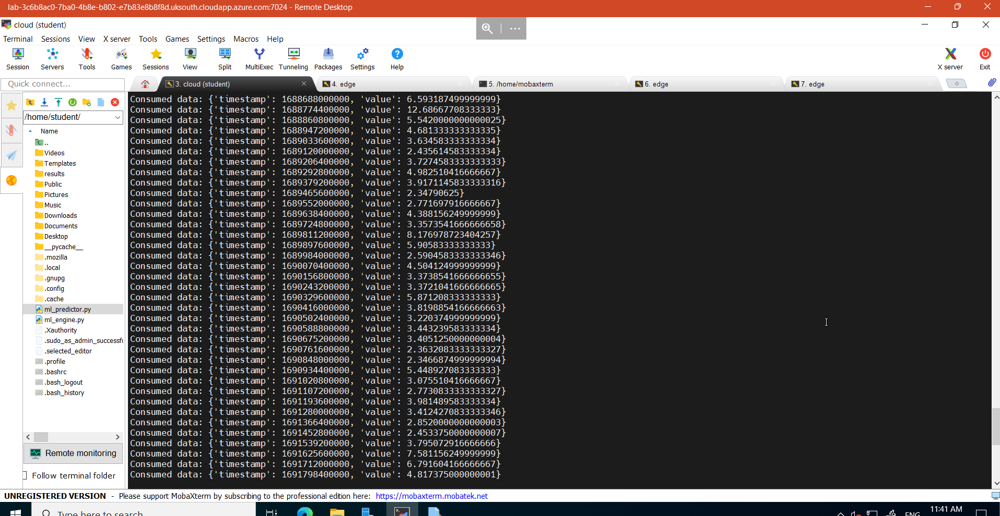 lab-3c6b8ac0-7ba0-4b8e-b802-e7b83e8b8f8d.uksouth.cloudapp.azure.com:7024 - Remote Desktop
cloud (student)
Terminal Sessions View X server Tools Games Settings Macros Help
Session Servers Tools Games Sessions View Split MultiExec Tunneling Packages Settings Help X server Exit
Quick connect...
3. cloud (student)
4. edge
5. /home/mobaxterm
6. edge
7. edge
/home/student/
Name
..
Videos
Templates
results
Public
Pictures
Music
Downloads
Documents
Desktop
__pycache__
.mozilla
.local
.gnupg
.config
.cache
ml_predictor.py
ml_engine.py
.Xauthority
.sudo_as_admin_successfu
.selected_editor
.profile
.bashrc
.bash_logout
.bash_history
Remote monitoring
Follow terminal folder
Consumed data: {'timestamp': 1688688000000, 'value': 6.593187499999999}
Consumed data: {'timestamp': 1688774400000, 'value': 12.68667708333333}
Consumed data: {'timestamp': 1688860800000, 'value': 5.5420000000000025}
Consumed data: {'timestamp': 1688947200000, 'value': 4.681333333333335}
Consumed data: {'timestamp': 1689033600000, 'value': 3.634583333333334}
Consumed data: {'timestamp': 1689120000000, 'value': 2.435614583333334}
Consumed data: {'timestamp': 1689206400000, 'value': 3.7274583333333333}
Consumed data: {'timestamp': 1689292800000, 'value': 4.982510416666667}
Consumed data: {'timestamp': 1689379200000, 'value': 3.9171145833333316}
Consumed data: {'timestamp': 1689465600000, 'value': 2.34790625}
Consumed data: {'timestamp': 1689552000000, 'value': 2.771697916666667}
Consumed data: {'timestamp': 1689638400000, 'value': 4.388156249999999}
Consumed data: {'timestamp': 1689724800000, 'value': 3.3573541666666658}
Consumed data: {'timestamp': 1689811200000, 'value': 8.176978723404257}
Consumed data: {'timestamp': 1689897600000, 'value': 5.90583333333333}
Consumed data: {'timestamp': 1689984000000, 'value': 2.5904583333333346}
Consumed data: {'timestamp': 1690070400000, 'value': 4.504124999999999}
Consumed data: {'timestamp': 1690156800000, 'value': 3.3738541666666655}
Consumed data: {'timestamp': 1690243200000, 'value': 3.3721041666666665}
Consumed data: {'timestamp': 1690329600000, 'value': 5.871208333333333}
Consumed data: {'timestamp': 1690416000000, 'value': 3.8198854166666663}
Consumed data: {'timestamp': 1690502400000, 'value': 3.220374999999999}
Consumed data: {'timestamp': 1690588800000, 'value': 3.443239583333334}
Consumed data: {'timestamp': 1690675200000, 'value': 3.4051250000000004}
Consumed data: {'timestamp': 1690761600000, 'value': 2.3632083333333327}
Consumed data: {'timestamp': 1690848000000, 'value': 2.3466874999999994}
Consumed data: {'timestamp': 1690934400000, 'value': 5.448927083333333}
Consumed data: {'timestamp': 1691020800000, 'value': 3.075510416666667}
Consumed data: {'timestamp': 1691107200000, 'value': 2.7730833333333327}
Consumed data: {'timestamp': 1691193600000, 'value': 3.981489583333334}
Consumed data: {'timestamp': 1691280000000, 'value': 3.4124270833333346}
Consumed data: {'timestamp': 1691366400000, 'value': 2.8520000000000003}
Consumed data: {'timestamp': 1691452800000, 'value': 2.4533750000000007}
Consumed data: {'timestamp': 1691539200000, 'value': 3.795072916666666}
Consumed data: {'timestamp': 1691625600000, 'value': 7.581156249999999}
Consumed data: {'timestamp': 1691712000000, 'value': 6.791604166666667}
Consumed data: {'timestamp': 1691798400000, 'value': 4.817375000000001}
UNREGISTERED VERSION - Please support MobaXterm by subscribing to the professional edition here: https://mobaxterm.mobatek.net
Type here to search
ENG
11:41 AM